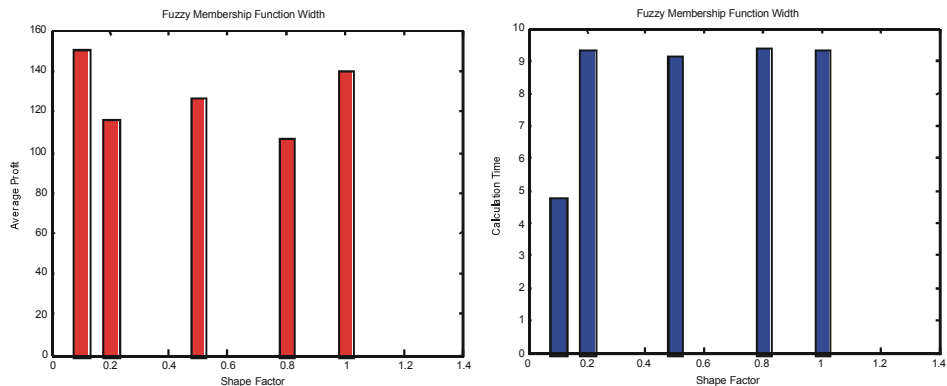 Fuzzy Membership Function Width
160
140
120
100
80
60
40
20
0
Average Profit
0 0.2 0.4 0.6 0.8 1 1.2 1.4
Shape Factor
Fuzzy Membership Function Width
10
9
8
7
6
5
4
3
2
1
0
Calculation Time
0 0.2 0.4 0.6 0.8 1 1.2 1.4
Shape Factor